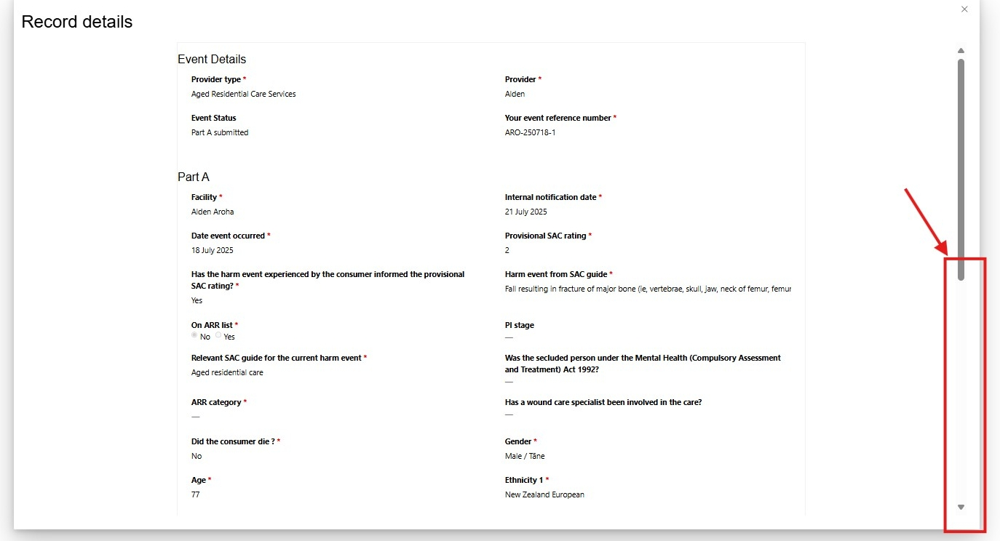 Record details
Event Details
Provider type *
Provider *
Aged Residential Care Services
Alden
Event Status
Your event reference number *
Part A submitted
ARO-250718-1
Part A
Facility *
Internal notification date *
Alden Aroha
21 July 2025
Date event occurred *
Provisional SAC rating *
18 July 2025
2
Has the harm event experienced by the consumer informed the provisional
SAC rating? *
Harm event from SAC guide *
Yes
Fall resulting in fracture of major bone (ie, vertebrae, skull, jaw, neck of femur, femur
On ARR list *
PI stage
No Yes
—
Relevant SAC guide for the current harm event *
Was the secluded person under the Mental Health (Compulsory Assessment
and Treatment) Act 1992?
Aged residential care
—
ARR category *
Has a wound care specialist been involved in the care?
—
—
Did the consumer die ? *
Gender *
No
Male / Tāne
Age *
Ethnicity 1 *
77
New Zealand European